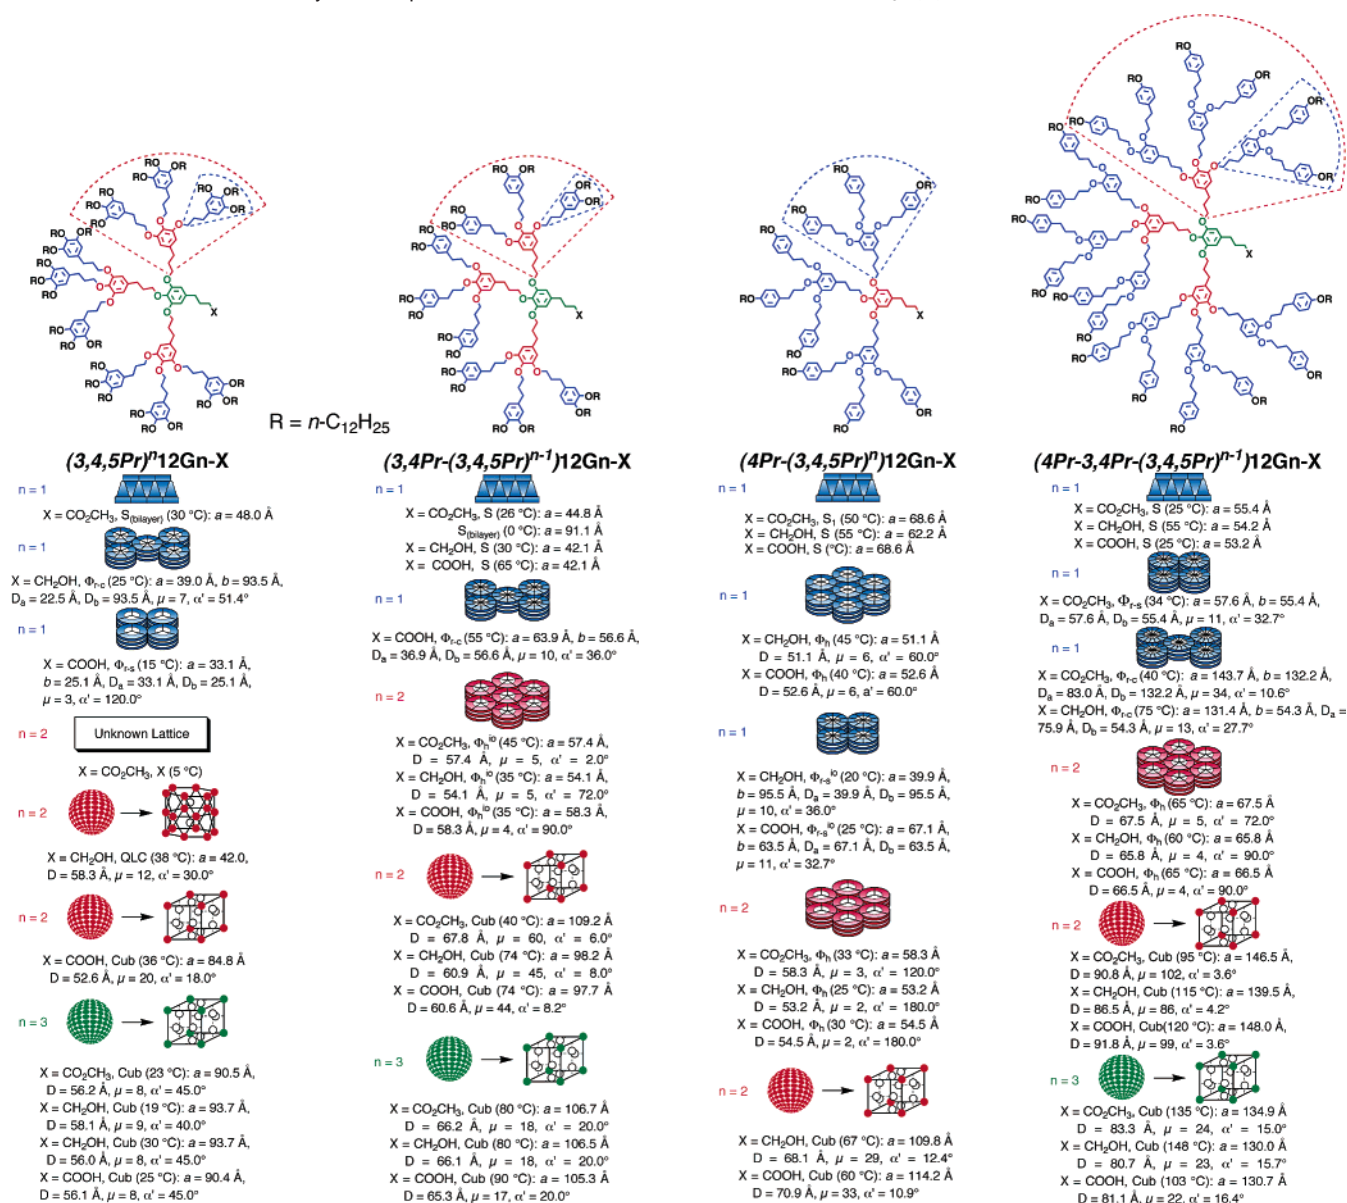 R = n-C12H25
(3,4,5Pr)^n12Gn-X
n = 1
X = CO2CH3, S(bilayer) (30 °C): a = 48.0 Å
n = 1
X = CH2OH, Φr-c (25 °C): a = 39.0 Å, b = 93.5 Å,
Da = 22.5 Å, Db = 93.5 Å, μ = 7, α' = 51.4°
n = 1
X = COOH, Φr-s (15 °C): a = 33.1 Å,
b = 25.1 Å, Da = 33.1 Å, Db = 25.1 Å,
μ = 3, α' = 120.0°
n = 2
Unknown Lattice
X = CO2CH3, X (5 °C)
n = 2
X = CH2OH, QLC (38 °C): a = 42.0,
D = 58.3 Å, μ = 12, α' = 30.0°
n = 2
X = COOH, Cub (36 °C): a = 84.8 Å
D = 52.6 Å, μ = 20, α' = 18.0°
n = 3
X = CO2CH3, Cub (23 °C): a = 90.5 Å,
D = 56.2 Å, μ = 8, α' = 45.0°
X = CH2OH, Cub (19 °C): a = 93.7 Å,
D = 58.1 Å, μ = 9, α' = 40.0°
X = CH2OH, Cub (30 °C): a = 93.7 Å,
D = 56.0 Å, μ = 8, α' = 45.0°
X = COOH, Cub (25 °C): a = 90.4 Å,
D = 56.1 Å, μ = 8, α' = 45.0°
(3,4Pr-(3,4,5Pr)^n-1)12Gn-X
n = 1
X = CO2CH3, S (26 °C): a = 44.8 Å
S(bilayer) (0 °C): a = 91.1 Å
X = CH2OH, S (30 °C): a = 42.1 Å
X = COOH, S (65 °C): a = 42.1 Å
n = 1
X = COOH, Φr-c (55 °C): a = 63.9 Å, b = 56.6 Å,
Da = 36.9 Å, Db = 56.6 Å, μ = 10, α' = 36.0°
n = 2
X = CO2CH3, Φh^io (45 °C): a = 57.4 Å,
D = 57.4 Å, μ = 5, α' = 2.0°
X = CH2OH, Φh^io (35 °C): a = 54.1,
D = 54.1 Å, μ = 5, α' = 72.0°
X = COOH, Φh^io (35 °C): a = 58.3 Å,
D = 58.3 Å, μ = 4, α' = 90.0°
n = 2
X = CO2CH3, Cub (40 °C): a = 109.2 Å
D = 67.8 Å, μ = 60, α' = 6.0°
X = CH2OH, Cub (74 °C): a = 98.2 Å
D = 60.9 Å, μ = 45, α' = 8.0°
X = COOH, Cub (74 °C): a = 97.7 Å
D = 60.6 Å, μ = 44, α' = 8.2°
n = 3
X = CO2CH3, Cub (80 °C): a = 106.7 Å
D = 66.2 Å, μ = 18, α' = 20.0°
X = CH2OH, Cub (80 °C): a = 106.5 Å
D = 66.1 Å, μ = 18, α' = 20.0°
X = COOH, Cub (90 °C): a = 105.3 Å
D = 65.3 Å, μ = 17, α' = 20.0°
(4Pr-(3,4,5Pr)^n)12Gn-X
n = 1
X = CO2CH3, S1 (50 °C): a = 68.6 Å
X = CH2OH, S (55 °C): a = 62.2 Å
X = COOH, S (°C): a = 68.6 Å
n = 1
X = CH2OH, Φh (45 °C): a = 51.1 Å
D = 51.1 Å, μ = 6, α' = 60.0°
X = COOH, Φh (40 °C): a = 52.6 Å
D = 52.6 Å, μ = 6, a' = 60.0°
n = 1
X = CH2OH, Φr-s^io (20 °C): a = 39.9 Å,
b = 95.5 Å, Da = 39.9 Å, Db = 95.5 Å,
μ = 10, α' = 36.0°
X = COOH, Φr-s^io (25 °C): a = 67.1 Å,
b = 63.5 Å, Da = 67.1 Å, Db = 63.5 Å,
μ = 11, α' = 32.7°
n = 2
X = CO2CH3, Φh (33 °C): a = 58.3 Å
D = 58.3 Å, μ = 3, α' = 120.0°
X = CH2OH, Φh (25 °C): a = 53.2 Å
D = 53.2 Å, μ = 2, α' = 180.0°
X = COOH, Φh (30 °C): a = 54.5 Å
D = 54.5 Å, μ = 2, α' = 180.0°
n = 2
X = CH2OH, Cub (67 °C): a = 109.8 Å
D = 68.1 Å, μ = 29, α' = 12.4°
X = COOH, Cub (60 °C): a = 114.2 Å
D = 70.9 Å, μ = 33, α' = 10.9°
(4Pr-3,4Pr-(3,4,5Pr)^n-1)12Gn-X
n = 1
X = CO2CH3, S (25 °C): a = 55.4 Å
X = CH2OH, S (55 °C): a = 54.2 Å
X = COOH, S (25 °C): a = 53.2 Å
n = 1
X = CO2CH3, Φr-s (34 °C): a = 57.6 Å, b = 55.4 Å,
Da = 57.6 Å, Db = 55.4 Å, μ = 11, α' = 32.7°
n = 1
X = CO2CH3, Φr-c (40 °C): a = 143.7 Å, b = 132.2 Å,
Da = 83.0 Å, Db = 132.2 Å, μ = 34, α' = 10.6°
X = CH2OH, Φr-c (75 °C): a = 131.4 Å, b = 54.3 Å, Da =
75.9 Å, Db = 54.3 Å, μ = 13, α' = 27.7°
n = 2
X = CO2CH3, Φh (65 °C): a = 67.5 Å
D = 67.5 Å, μ = 5, α' = 72.0°
X = CH2OH, Φh (60 °C): a = 65.8 Å
D = 65.8 Å, μ = 4, α' = 90.0°
X = COOH, Φh (65 °C): a = 66.5 Å
D = 66.5 Å, μ = 4, α' = 90.0°
n = 2
X = CO2CH3, Cub (95 °C): a = 146.5 Å,
D = 90.8 Å, μ = 102, α' = 3.6°
X = CH2OH, Cub (115 °C): a = 139.5 Å,
D = 86.5 Å, μ = 86, α' = 4.2°
X = COOH, Cub(120 °C): a = 148.0 Å,
D = 91.8 Å, μ = 99, α' = 3.6°
n = 3
X = CO2CH3, Cub (135 °C): a = 134.9 Å
D = 83.3 Å, μ = 24, α' = 15.0°
X = CH2OH, Cub (148 °C): a = 130.0 Å
D = 80.7 Å, μ = 23, α' = 15.7°
X = COOH, Cub (103 °C): a = 130.7 Å
D = 81.1 Å, μ = 22, α' = 16.4°